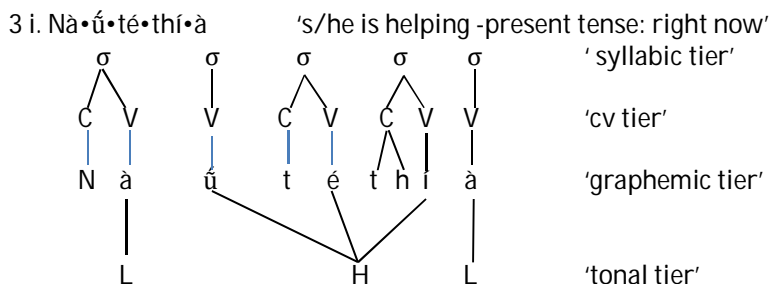 3 i. Nà•ṹ•té•thí•à 's/he is helping -present tense: right now'
σ σ σ σ σ ' syllabic tier'
C V V C V C V V 'cv tier'
N à ṹ t é t h í à 'graphemic tier'
L H L 'tonal tier'